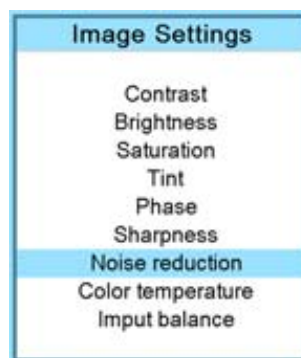 Image Settings
Contrast
Brightness
Saturation
Tint
Phase
Sharpness
Noise reduction
Color temperature
Imput balance